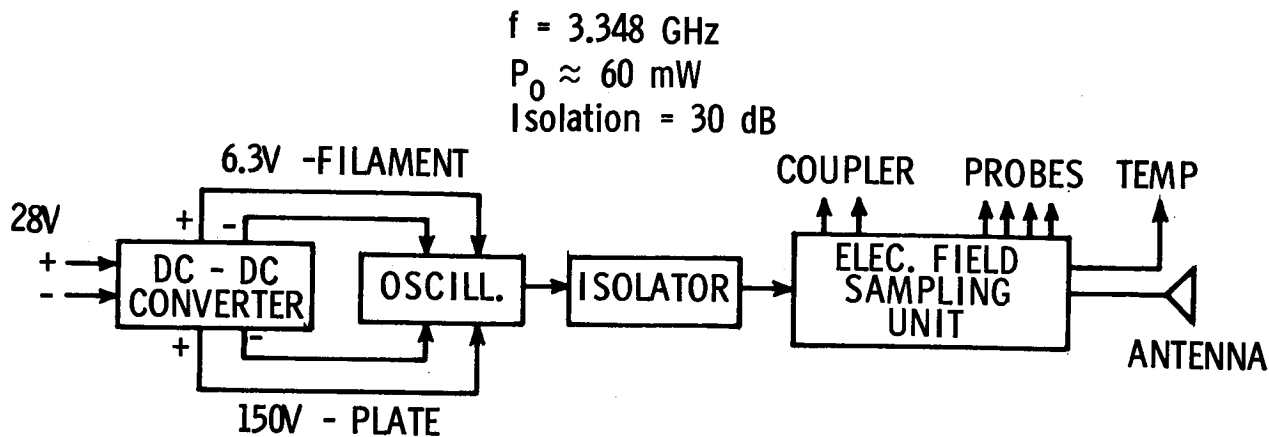 f = 3.348 GHz
P₀ ≈ 60 mW
Isolation = 30 dB
6.3V -FILAMENT
COUPLER
PROBES
TEMP
28V
+
-
+
-
DC - DC
CONVERTER
OSCILL.
ISOLATOR
ELEC. FIELD
SAMPLING
UNIT
+
-
ANTENNA
150V - PLATE